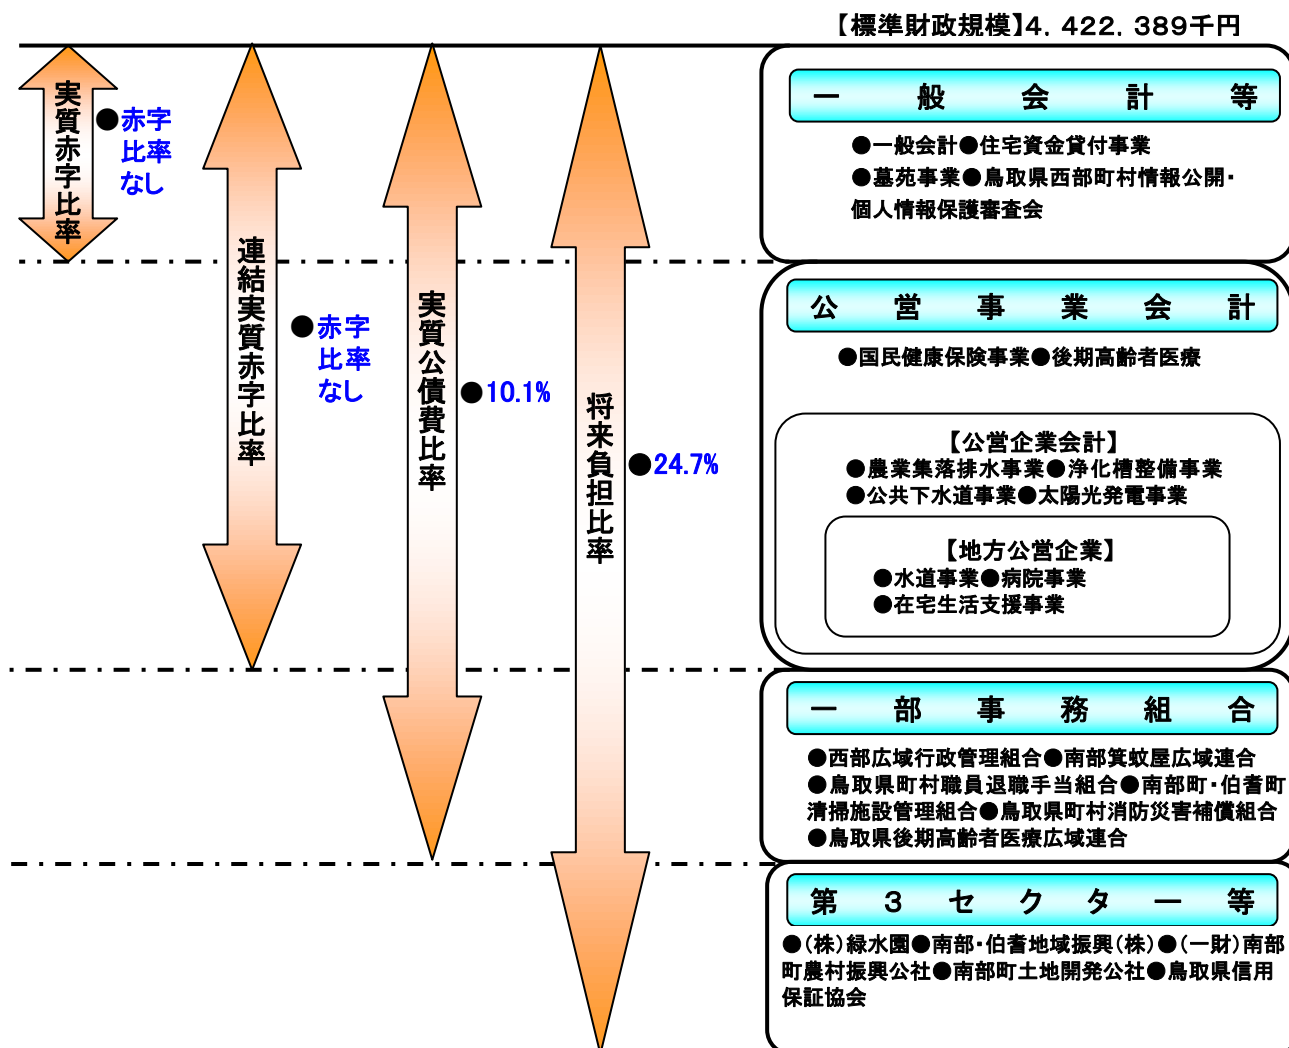 【標準財政規模】4，422，389千円
実質赤字比率
●赤字
比率
なし
連結実質赤字比率
●赤字
比率
なし
実質公債費比率
●10.1%
将来負担比率
●24.7%
一般会計等
●一般会計●住宅資金貸付事業
●墓苑事業●鳥取県西部町村情報公開・
個人情報保護審査会
公営事業会計
●国民健康保険事業●後期高齢者医療
【公営企業会計】
●農業集落排水事業●浄化槽整備事業
●公共下水道事業●太陽光発電事業
【地方公営企業】
●水道事業●病院事業
●在宅生活支援事業
一部事務組合
●西部広域行政管理組合●南部箕蚊屋広域連合
●鳥取県町村職員退職手当組合●南部町・伯耆町
清掃施設管理組合●鳥取県町村消防災害補償組合
●鳥取県後期高齢者医療広域連合
第３セクター等
●（株）緑水園●南部・伯耆地域振興（株）●（一財）南部
町農村振興公社●南部町土地開発公社●鳥取県信用
保証協会